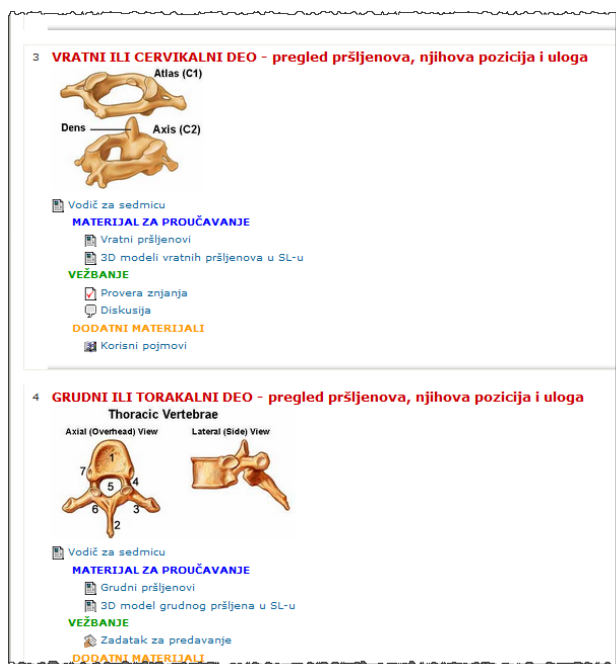 3 VRATNI ILI CERVIKALNI DEO - pregled pršljenova, njihova pozicija i uloga
Atlas (C1)
Dens
Axis (C2)
Vodič za sedmicu
MATERIJAL ZA PROUČAVANJE
Vratni pršljenovi
3D modeli vratnih pršljenova u SL-u
VEŽBANJE
Provera znjanja
Diskusija
DODATNI MATERIJALI
Korisni pojmovi
4 GRUDNI ILI TORAKALNI DEO - pregled pršljenova, njihova pozicija i uloga
Thoracic Vertebrae
Axial (Overhead) View Lateral (Side) View
1
7
5 4
6 3
2
Vodič za sedmicu
MATERIJAL ZA PROUČAVANJE
Grudni pršljenovi
3D model grudnog pršljena u SL-u
VEŽBANJE
Zadatak za predavanje
DODATNI MATERIJALI